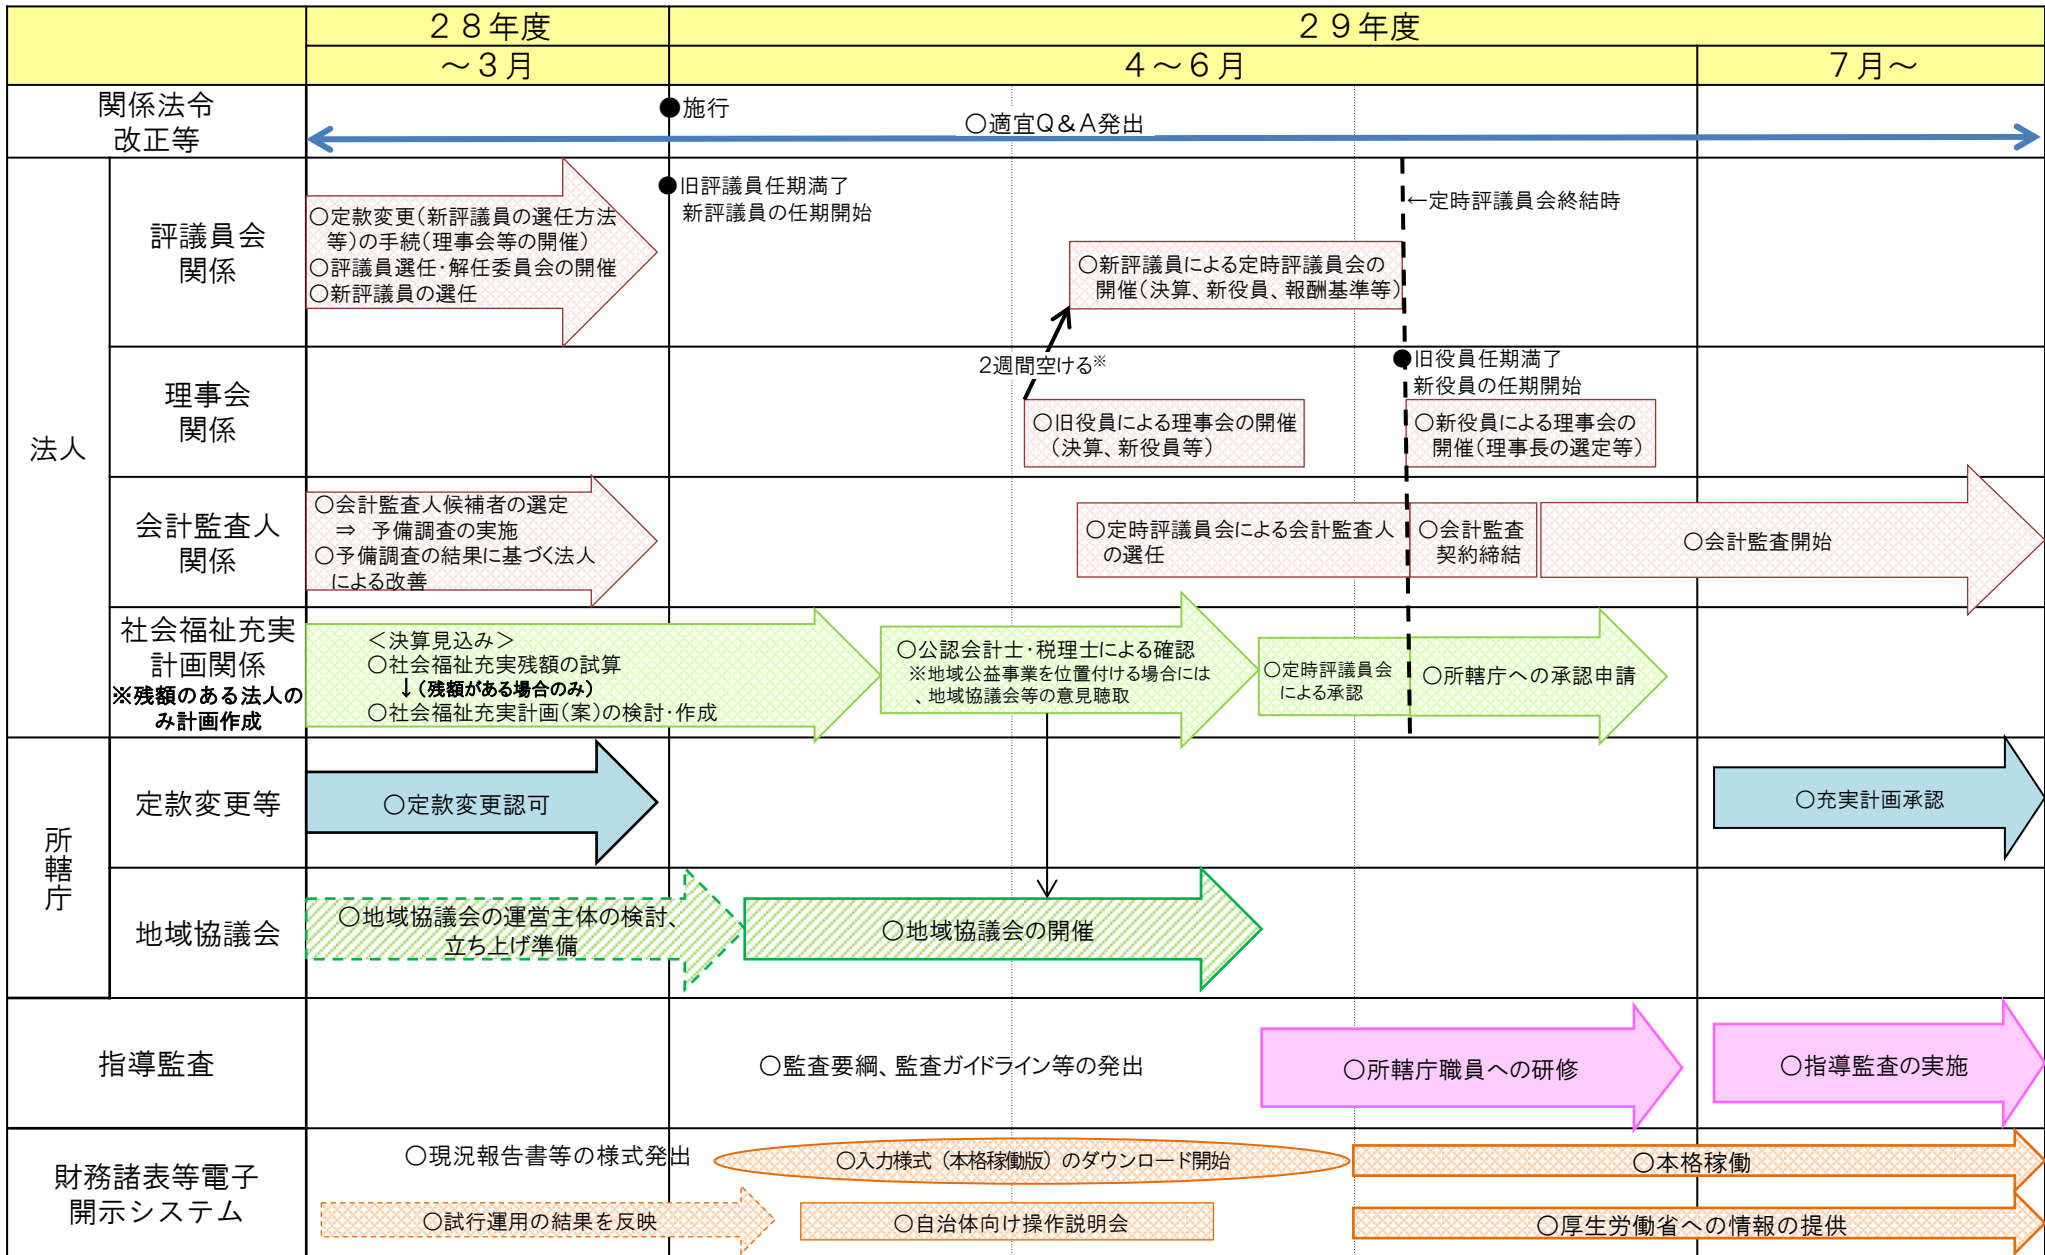 ２８年度
２９年度
～３月
４～６月
７月～
関係法令
改正等
●施行
○適宜Q＆A発出
法人
評議員会
関係
○定款変更（新評議員の選任方法
等）の手続（理事会等の開催）
○評議員選任・解任委員会の開催
○新評議員の選任
●旧評議員任期満了
新評議員の任期開始
←定時評議員会終結時
○新評議員による定時評議員会の
開催（決算、新役員、報酬基準等）
理事会
関係
2週間空ける※
○旧役員による理事会の開催
（決算、新役員等）
●旧役員任期満了
新役員の任期開始
○新役員による理事会の
開催（理事長の選定等）
会計監査人
関係
○会計監査人候補者の選定
⇒　予備調査の実施
○予備調査の結果に基づく法人
による改善
○定時評議員会による会計監査人
の選任
○会計監査
契約締結
○会計監査開始
社会福祉充実
計画関係
※残額のある法人の
み計画作成
＜決算見込み＞
○社会福祉充実残額の試算
↓（残額がある場合のみ）
○社会福祉充実計画（案）の検討・作成
○公認会計士・税理士による確認
※地域公益事業を位置付ける場合には
、地域協議会等の意見聴取
○定時評議員会
による承認
○所轄庁への承認申請
所轄庁
定款変更等
○定款変更認可
○充実計画承認
地域協議会
○地域協議会の運営主体の検討、
立ち上げ準備
○地域協議会の開催
指導監査
○監査要綱、監査ガイドライン等の発出
○所轄庁職員への研修
○指導監査の実施
財務諸表等電子
開示システム
○現況報告書等の様式発出
○入力様式（本格稼働版）のダウンロード開始
○本格稼働
○試行運用の結果を反映
○自治体向け操作説明会
○厚生労働省への情報の提供